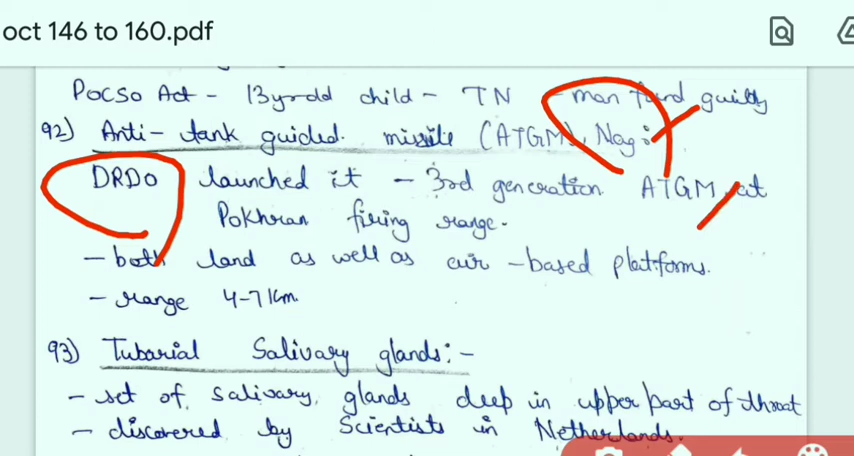 oct 146 to 160.pdf
Pocso Act - 13yrold child - TN - man found guilty
92) Anti-tank guided missile (ATGM), Nag:-
DRDO launched it - 3rd generation ATGM at
Pokhran firing range.
- both land as well as air-based platforms.
- range 4-7 Km
93) Tubarial Salivary glands:-
- set of salivary glands deep in upper part of throat
- discovered by Scientists in Netherlands.